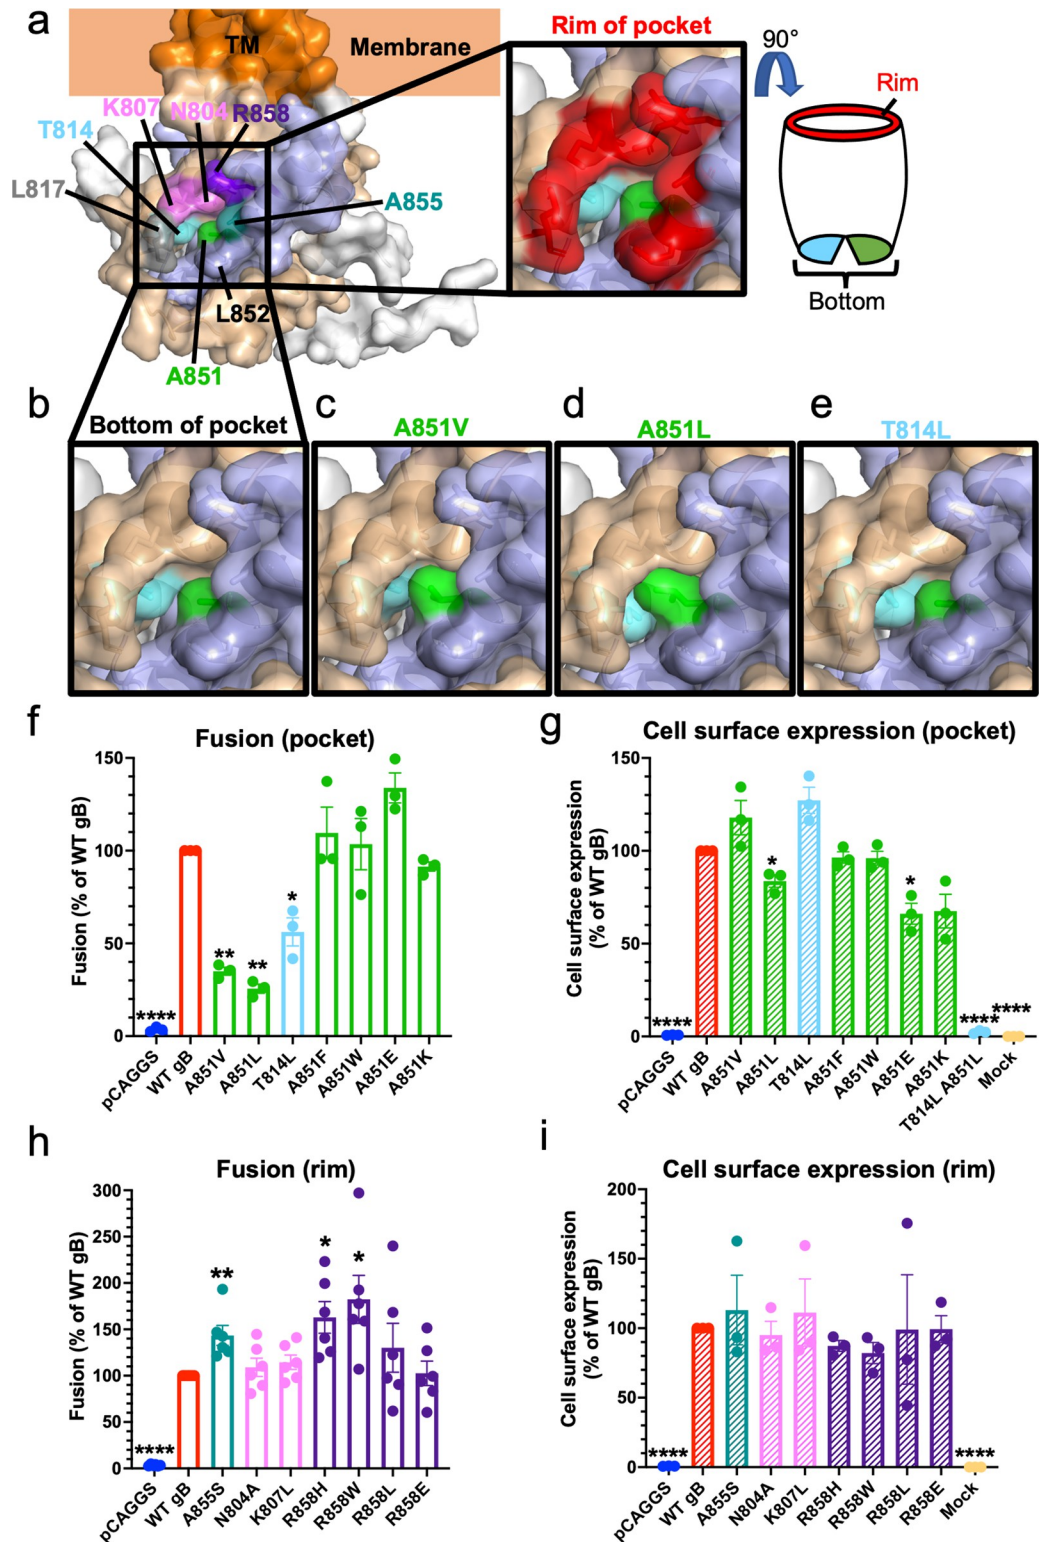 a
TM
Membrane
Rim of pocket
90°
Rim
K807
N804
R858
T814
L817
A855
L852
A851
Bottom
b
Bottom of pocket
c
A851V
d
A851L
e
T814L
f
Fusion (pocket)
Fusion (% of WT gB)
150
100
50
0
****
**
**
*
pCAGGS
WT gB
A851V
A851L
T814L
A851F
A851W
A851E
A851K
g
Cell surface expression (pocket)
Cell surface expression
(% of WT gB)
150
100
50
0
****
*
*
****
****
pCAGGS
WT gB
A851V
A851L
T814L
A851F
A851W
A851E
A851K
T814L A851L
Mock
h
Fusion (rim)
Fusion (% of WT gB)
300
250
200
150
100
50
0
****
**
*
*
pCAGGS
WT gB
A855S
N804A
K807L
R858H
R858W
R858L
R858E
i
Cell surface expression (rim)
Cell surface expression
(% of WT gB)
200
150
100
50
0
****
****
pCAGGS
WT gB
A855S
N804A
K807L
R858H
R858W
R858L
R858E
Mock